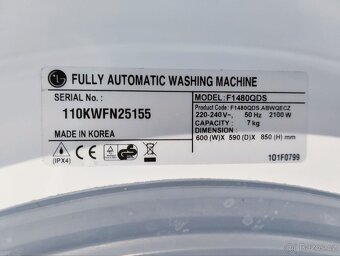 LG FULLY AUTOMATIC WASHING MACHINE
SERIAL No. :
110KWFN25155
MADE IN KOREA
(IPX4)
MODEL: F1480QDS
Product Code : F1480QDS.ABWQECZ
220-240V~, 50 Hz 2100 W
CAPACITY : 7 kg
DIMENSION :
600 (W)X 590 (D)X 850 (H) mm
101F0799